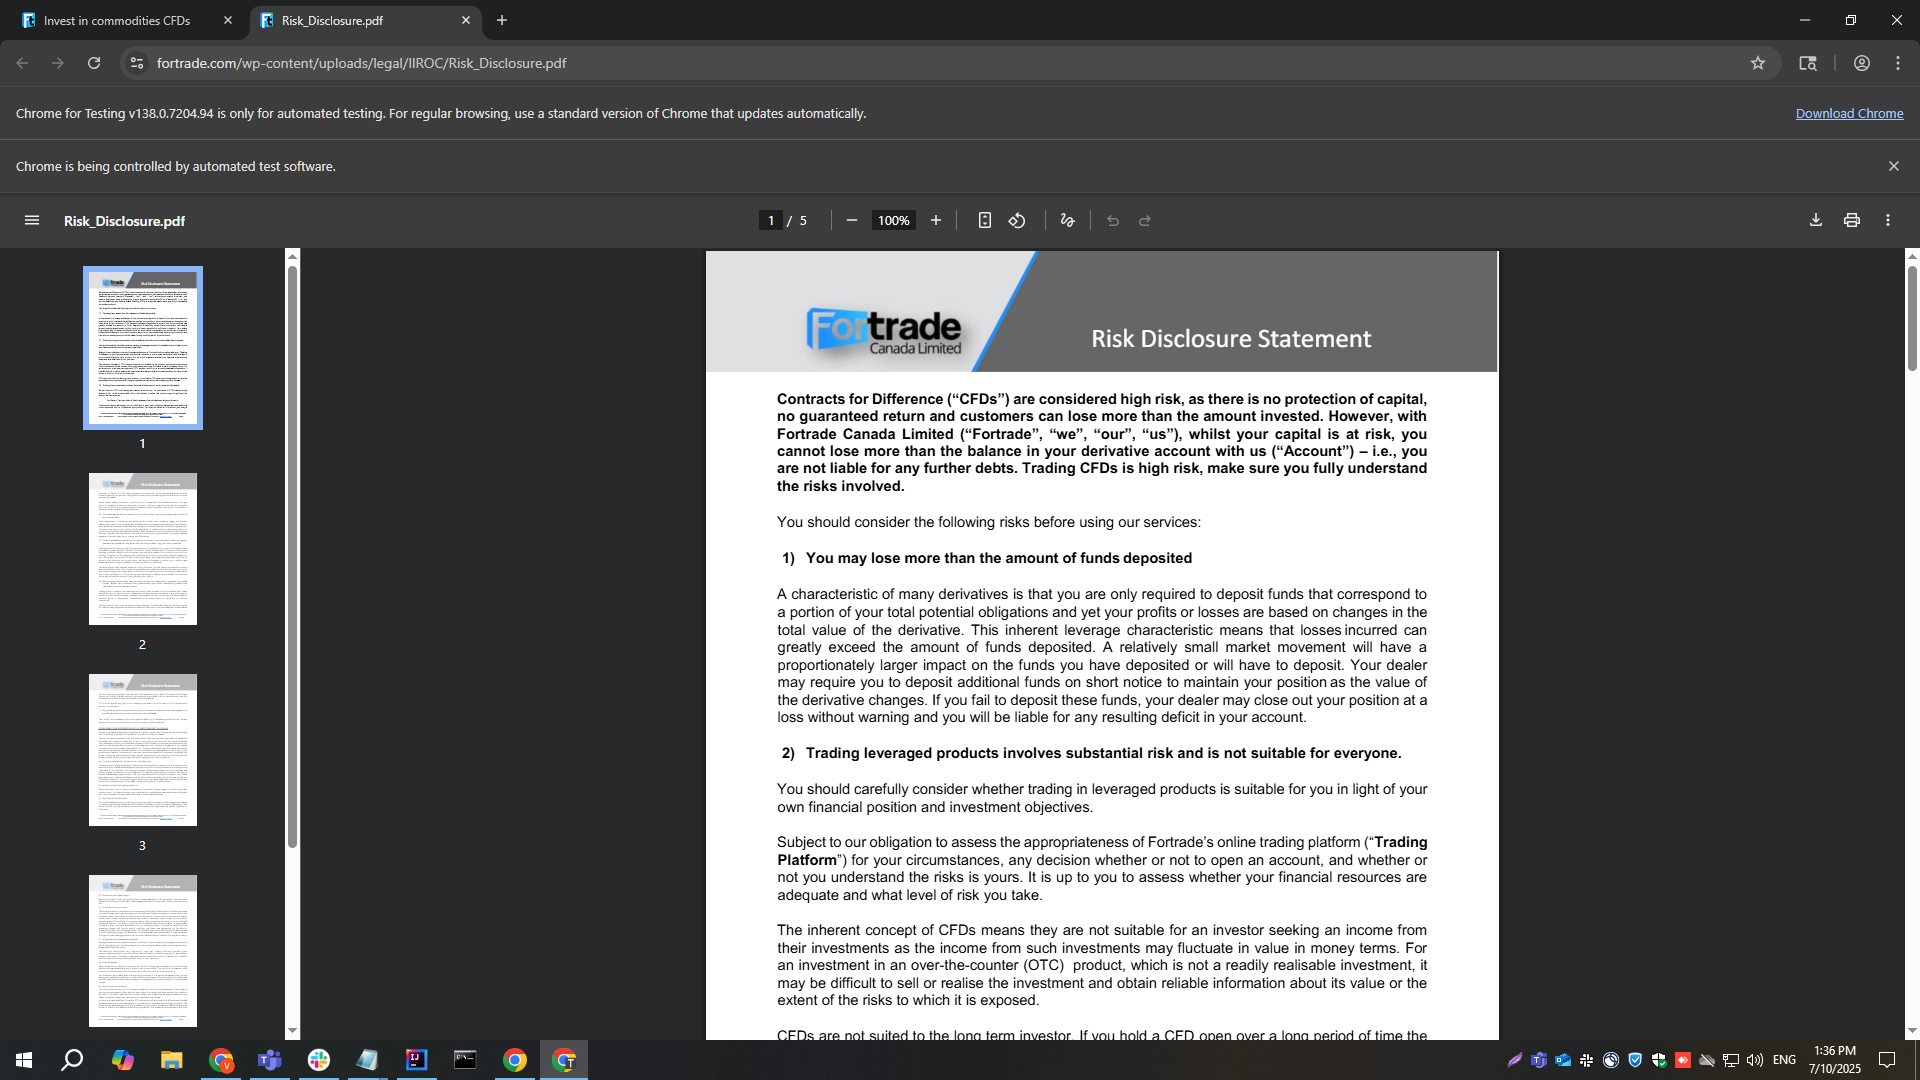 Invest in commodities CFDs
Risk_Disclosure.pdf
fortrade.com/wp-content/uploads/legal/IIROC/Risk_Disclosure.pdf
Chrome for Testing v138.0.7204.94 is only for automated testing. For regular browsing, use a standard version of Chrome that updates automatically.
Download Chrome
Chrome is being controlled by automated test software.
Risk_Disclosure.pdf
1 / 5
100%
1
2
3
Fortrade
Canada Limited
Risk Disclosure Statement
Contracts for Difference (“CFDs”) are considered high risk, as there is no protection of capital,
no guaranteed return and customers can lose more than the amount invested. However, with
Fortrade Canada Limited (“Fortrade”, “we”, “our”, “us”), whilst your capital is at risk, you
cannot lose more than the balance in your derivative account with us (“Account”) – i.e., you
are not liable for any further debts. Trading CFDs is high risk, make sure you fully understand
the risks involved.
You should consider the following risks before using our services:
1) You may lose more than the amount of funds deposited
A characteristic of many derivatives is that you are only required to deposit funds that correspond to
a portion of your total potential obligations and yet your profits or losses are based on changes in the
total value of the derivative. This inherent leverage characteristic means that losses incurred can
greatly exceed the amount of funds deposited. A relatively small market movement will have a
proportionately larger impact on the funds you have deposited or will have to deposit. Your dealer
may require you to deposit additional funds on short notice to maintain your position as the value of
the derivative changes. If you fail to deposit these funds, your dealer may close out your position at a
loss without warning and you will be liable for any resulting deficit in your account.
2) Trading leveraged products involves substantial risk and is not suitable for everyone.
You should carefully consider whether trading in leveraged products is suitable for you in light of your
own financial position and investment objectives.
Subject to our obligation to assess the appropriateness of Fortrade’s online trading platform (“Trading
Platform”) for your circumstances, any decision whether or not to open an account, and whether or
not you understand the risks is yours. It is up to you to assess whether your financial resources are
adequate and what level of risk you take.
The inherent concept of CFDs means they are not suitable for an investor seeking an income from
their investments as the income from such investments may fluctuate in value in money terms. For
an investment in an over-the-counter (OTC) product, which is not a readily realisable investment, it
may be difficult to sell or realise the investment and obtain reliable information about its value or the
extent of the risks to which it is exposed.
CFDs are not suited to the long term investor. If you hold a CFD open over a long period of time the
ENG
1:36 PM
7/10/2025